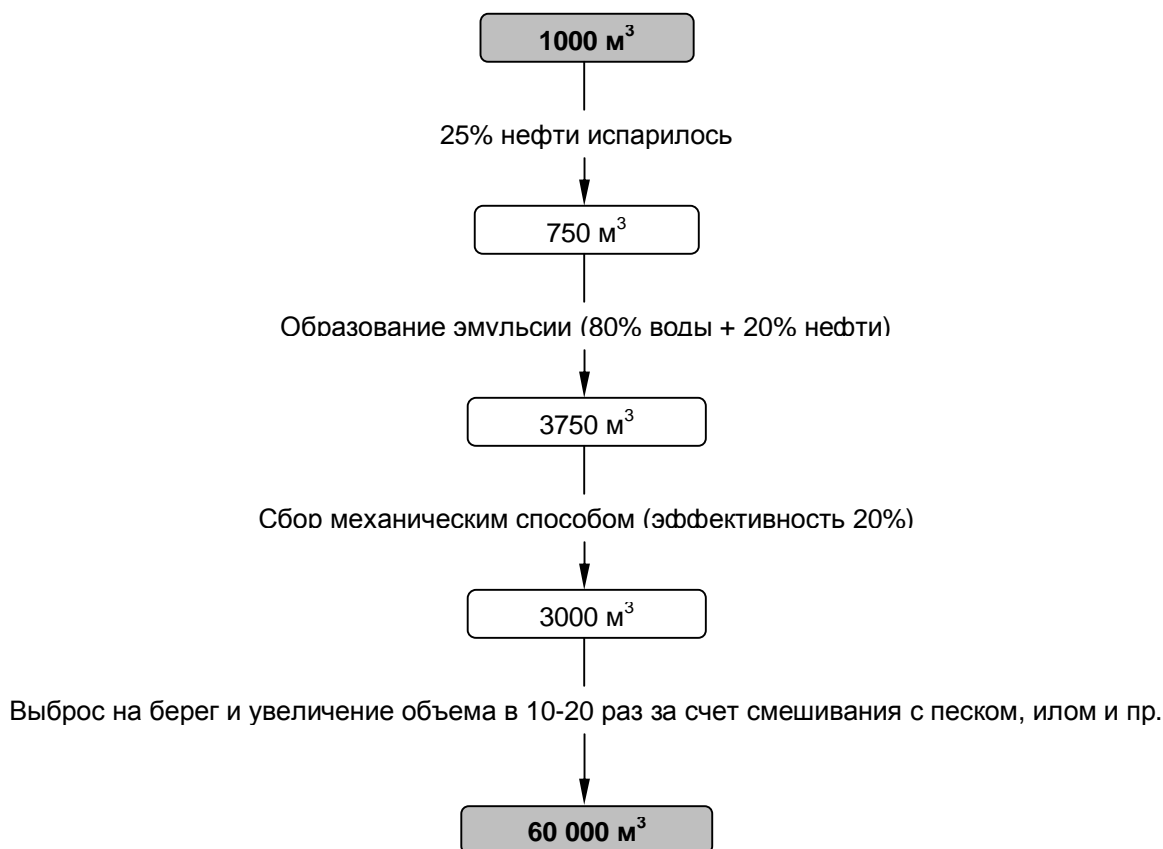 1000 м³
25% нефти испарилось
750 м³
Образование эмульсии (80% воды + 20% нефти)
3750 м³
Сбор механическим способом (эффективность 20%)
3000 м³
Выброс на берег и увеличение объема в 10-20 раз за счет смешивания с песком, илом и пр.
60 000 м³